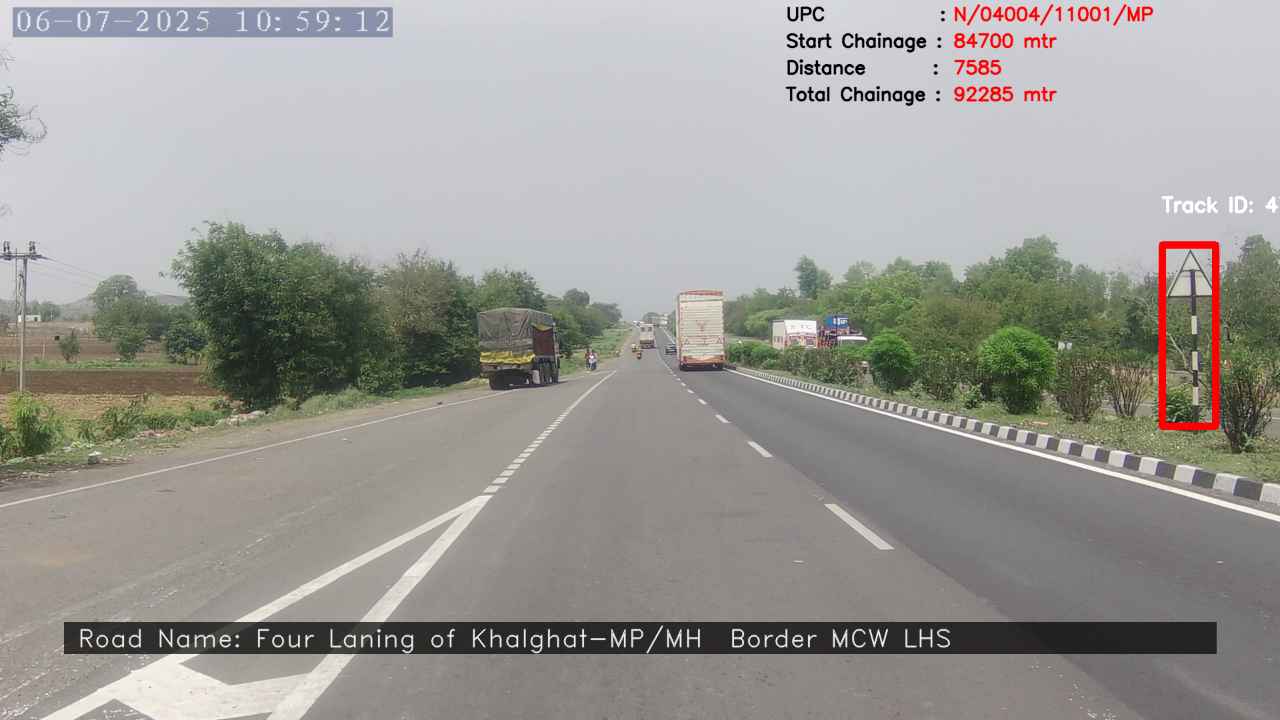 06-07-2025 10:59:12
UPC : N/04004/11001/MP
Start Chainage : 84700 mtr
Distance : 7585
Total Chainage : 92285 mtr
Track ID: 4
Road Name: Four Laning of Khalghat-MP/MH Border MCW LHS